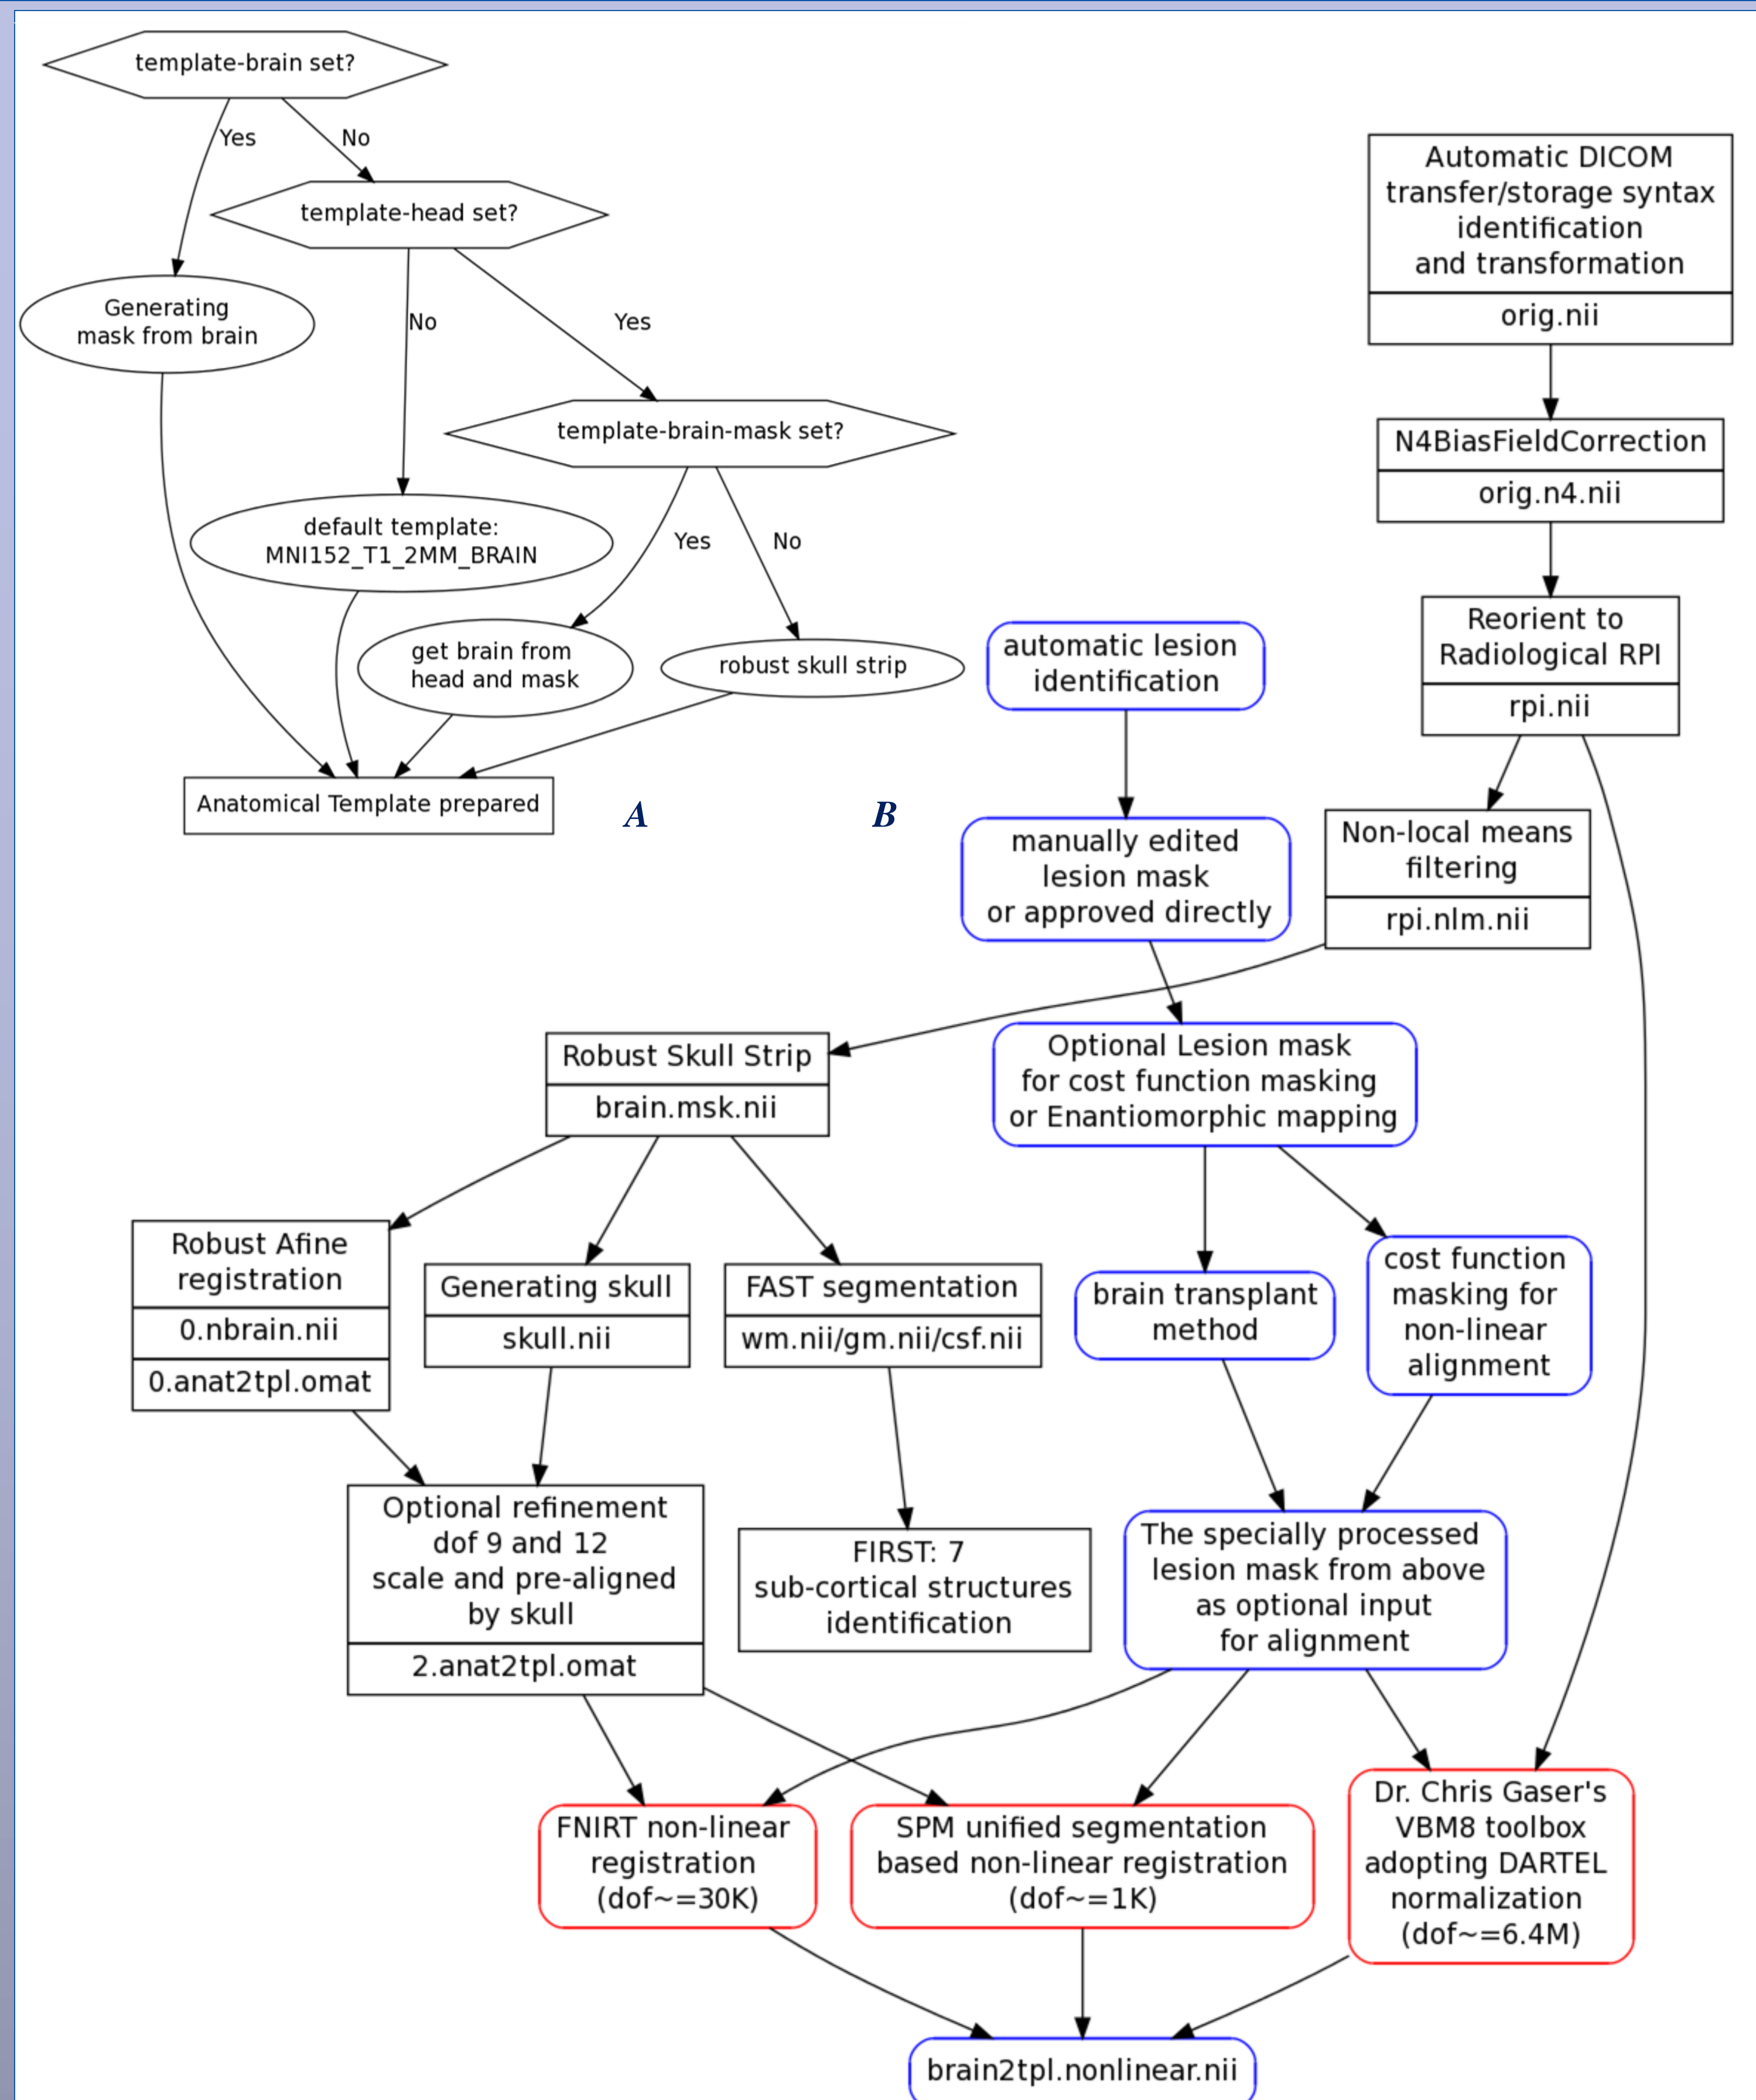 template-brain set?
Yes
No
template-head set?
Generating
mask from brain
No
Yes
template-brain-mask set?
default template:
MNI152_T1_2MM_BRAIN
Yes
No
get brain from
head and mask
robust skull strip
Anatomical Template prepared
A
B
Automatic DICOM
transfer/storage syntax
identification
and transformation
orig.nii
N4BiasFieldCorrection
orig.n4.nii
Reorient to
Radiological RPI
rpi.nii
automatic lesion
identification
manually edited
lesion mask
or approved directly
Non-local means
filtering
rpi.nlm.nii
Robust Skull Strip
brain.msk.nii
Optional Lesion mask
for cost function masking
or Enantiomorphic mapping
Robust Afine
registration
0.nbrain.nii
0.anat2tpl.omat
Generating skull
skull.nii
FAST segmentation
wm.nii/gm.nii/csf.nii
brain transplant
method
cost function
masking for
non-linear
alignment
Optional refinement
dof 9 and 12
scale and pre-aligned
by skull
2.anat2tpl.omat
FIRST: 7
sub-cortical structures
identification
The specially processed
lesion mask from above
as optional input
for alignment
FNIRT non-linear
registration
(dof~=30K)
SPM unified segmentation
based non-linear registration
(dof~=1K)
Dr. Chris Gaser's
VBM8 toolbox
adopting DARTEL
normalization
(dof~=6.4M)
brain2tpl.nonlinear.nii